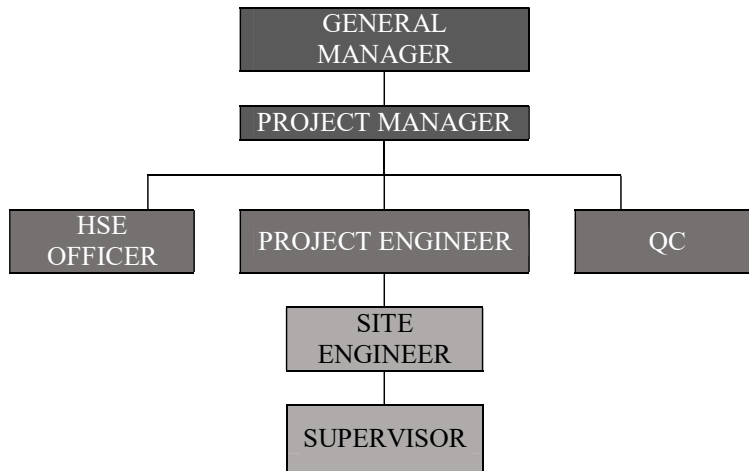 GENERAL
MANAGER
PROJECT MANAGER
HSE
OFFICER
PROJECT ENGINEER
QC
SITE
ENGINEER
SUPERVISOR